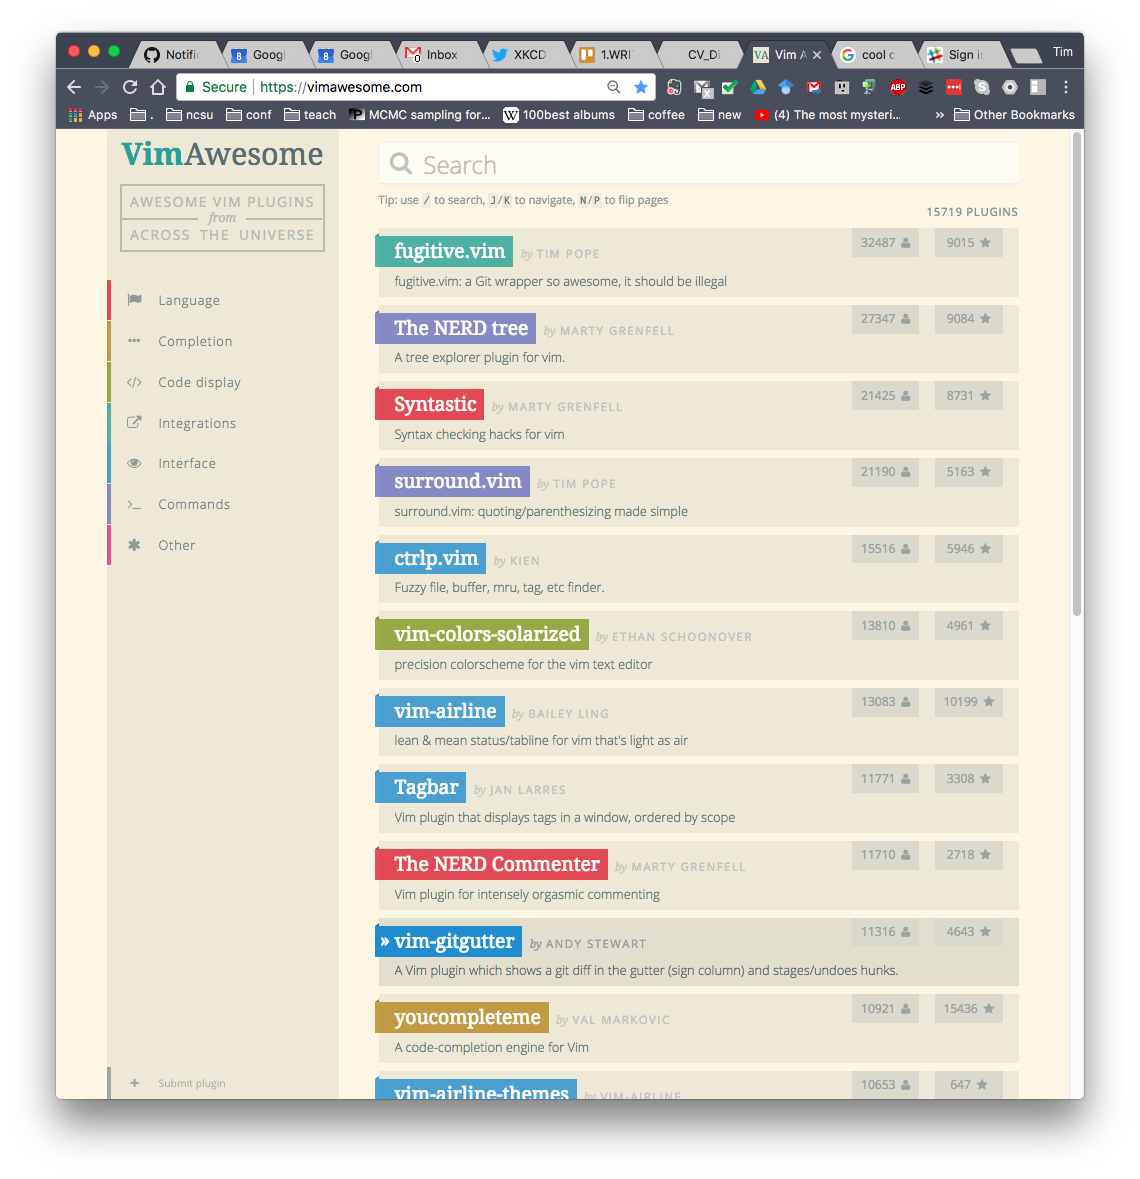 Notific
Googl
Googl
Inbox
XKCD
1.WRI
CV_Di
Vim A
cool c
Sign in
Tim
Secure | https://vimawesome.com
Apps
.
ncsu
conf
teach
MCMC sampling for...
100best albums
coffee
new
(4) The most mysteri...
» Other Bookmarks
VimAwesome
AWESOME VIM PLUGINS
from
ACROSS THE UNIVERSE
Language
Completion
Code display
Integrations
Interface
Commands
Other
Submit plugin
Search
Tip: use / to search, J/K to navigate, N/P to flip pages
15719 PLUGINS
fugitive.vim by TIM POPE 32487 9015
fugitive.vim: a Git wrapper so awesome, it should be illegal
The NERD tree by MARTY GRENFELL 27347 9084
A tree explorer plugin for vim.
Syntastic by MARTY GRENFELL 21425 8731
Syntax checking hacks for vim
surround.vim by TIM POPE 21190 5163
surround.vim: quoting/parenthesizing made simple
ctrlp.vim by KIEN 15516 5946
Fuzzy file, buffer, mru, tag, etc finder.
vim-colors-solarized by ETHAN SCHOONOVER 13810 4961
precision colorscheme for the vim text editor
vim-airline by BAILEY LING 13083 10199
lean & mean status/tabline for vim that's light as air
Tagbar by JAN LARRES 11771 3308
Vim plugin that displays tags in a window, ordered by scope
The NERD Commenter by MARTY GRENFELL 11710 2718
Vim plugin for intensely orgasmic commenting
» vim-gitgutter by ANDY STEWART 11316 4643
A Vim plugin which shows a git diff in the gutter (sign column) and stages/undoes hunks.
youcompleteme by VAL MARKOVIC 10921 15436
A code-completion engine for Vim
vim-airline-themes by VIM-AIRLINE 10653 647